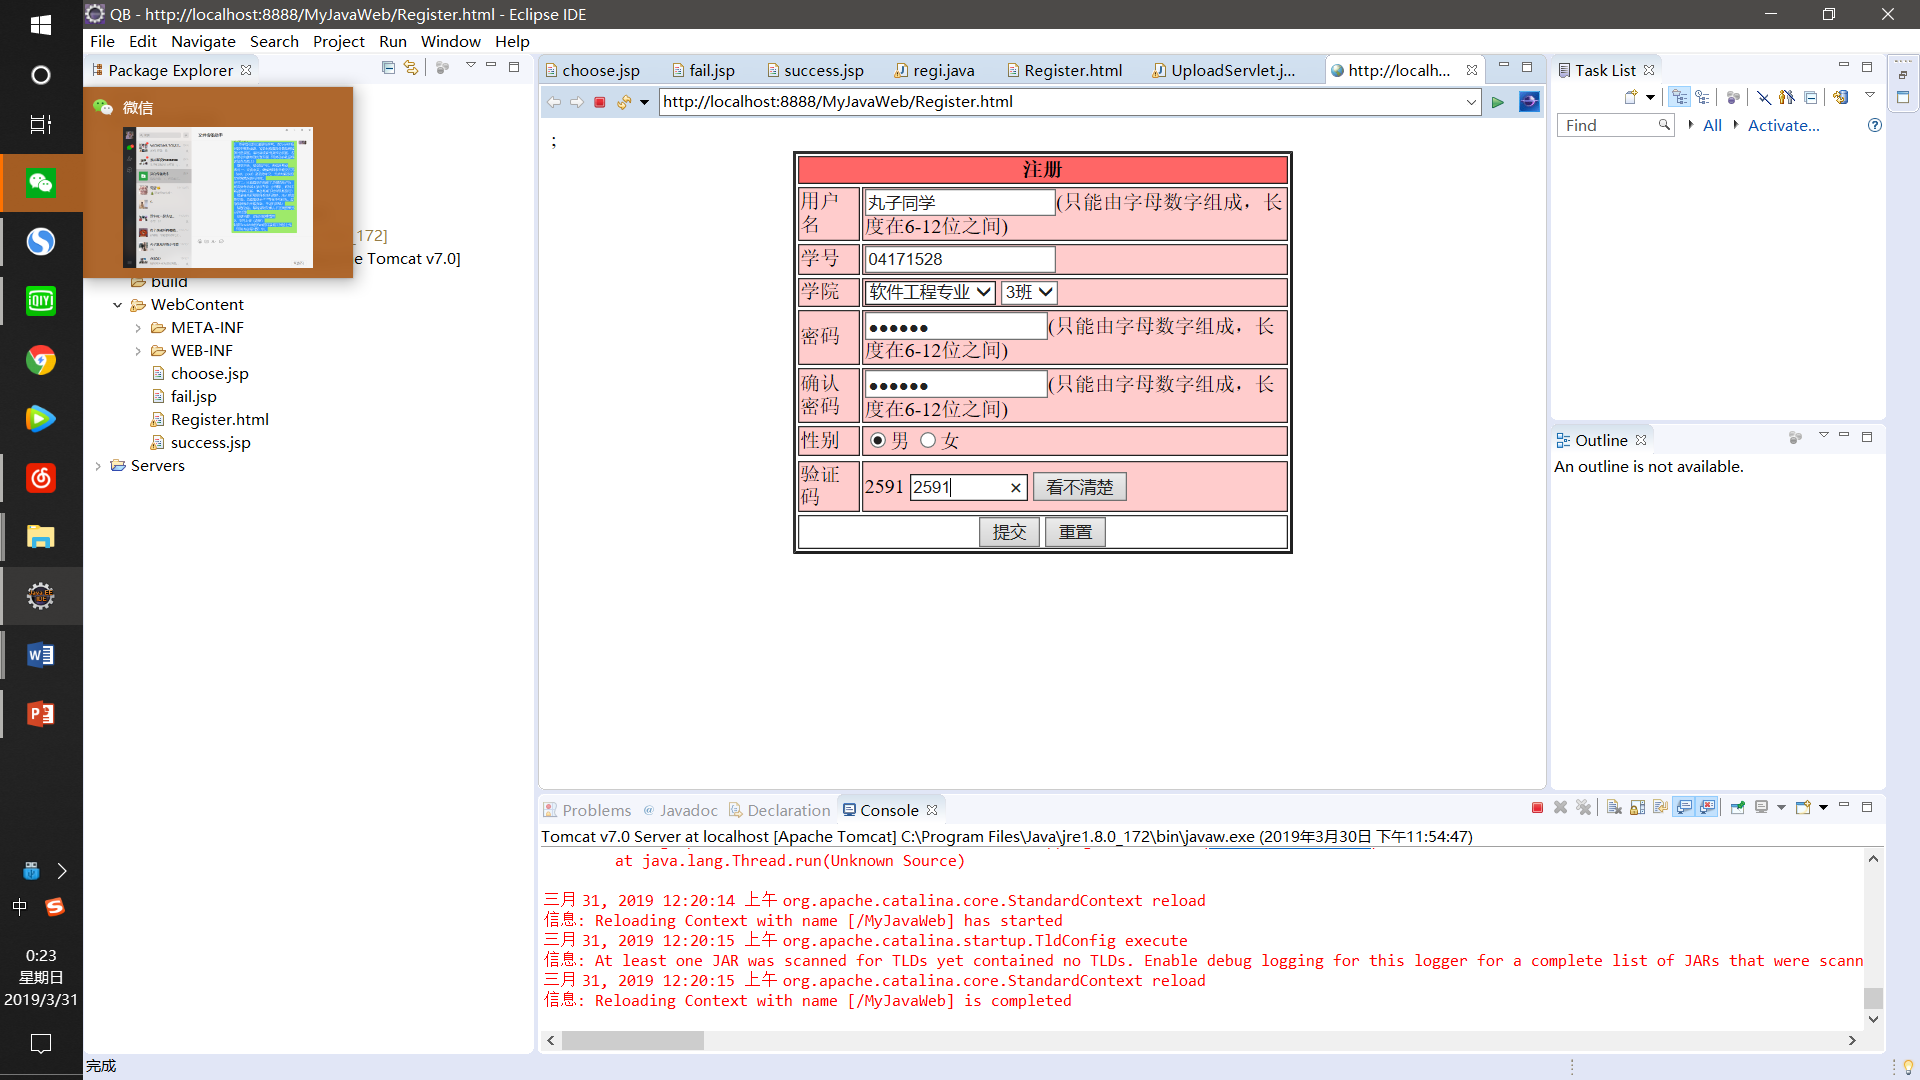 QB - http://localhost:8888/MyJavaWeb/Register.html - Eclipse IDE
File Edit Navigate Search Project Run Window Help
Package Explorer
微信
_172]
e Tomcat v7.0]
build
WebContent
META-INF
WEB-INF
choose.jsp
fail.jsp
Register.html
success.jsp
Servers
choose.jsp fail.jsp success.jsp regi.java Register.html UploadServlet.j... http://localh...
http://localhost:8888/MyJavaWeb/Register.html
;
注册
用户名 丸子同学 (只能由字母数字组成，长
度在6-12位之间)
学号 04171528
学院 软件工程专业 3班
密码 ●●●●●● (只能由字母数字组成，长
度在6-12位之间)
确认密码 ●●●●●● (只能由字母数字组成，长
度在6-12位之间)
性别 男 女
验证码 2591 2591 看不清楚
提交 重置
Task List
Find All Activate...
Outline
An outline is not available.
Problems Javadoc Declaration Console
Tomcat v7.0 Server at localhost [Apache Tomcat] C:\Program Files\Java\jre1.8.0_172\bin\javaw.exe (2019年3月30日 下午11:54:47)
at java.lang.Thread.run(Unknown Source)
三月 31, 2019 12:20:14 上午 org.apache.catalina.core.StandardContext reload
信息: Reloading Context with name [/MyJavaWeb] has started
三月 31, 2019 12:20:15 上午 org.apache.catalina.startup.TldConfig execute
信息: At least one JAR was scanned for TLDs yet contained no TLDs. Enable debug logging for this logger for a complete list of JARs that were scann
三月 31, 2019 12:20:15 上午 org.apache.catalina.core.StandardContext reload
信息: Reloading Context with name [/MyJavaWeb] is completed
中
0:23
星期日
2019/3/31
完成